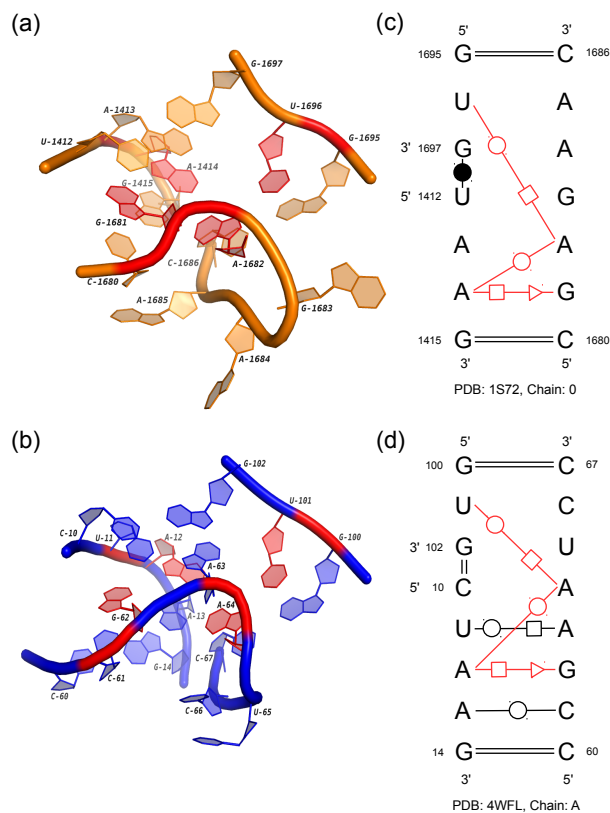 (a)
G-1697
A-1413
U-1696
U-1412
G-1695
A-1414
G-1415
G-1681
C-1686
A-1682
C-1680
A-1685
G-1683
A-1684
(c)
5' 3'
1695 G C 1686
U A
3' 1697 G A
5' 1412 U G
A A
A G
1415 G C 1680
3' 5'
PDB: 1S72, Chain: 0
(b)
G-102
C-10
U-11
U-101
A-12
A-63
G-100
G-62
A-13
A-64
C-67
C-61
G-14
C-60
C-66
U-65
(d)
5' 3'
100 G C 67
U C
3' 102 G U
5' 10 C A
U A
A G
A C
14 G C 60
3' 5'
PDB: 4WFL, Chain: A